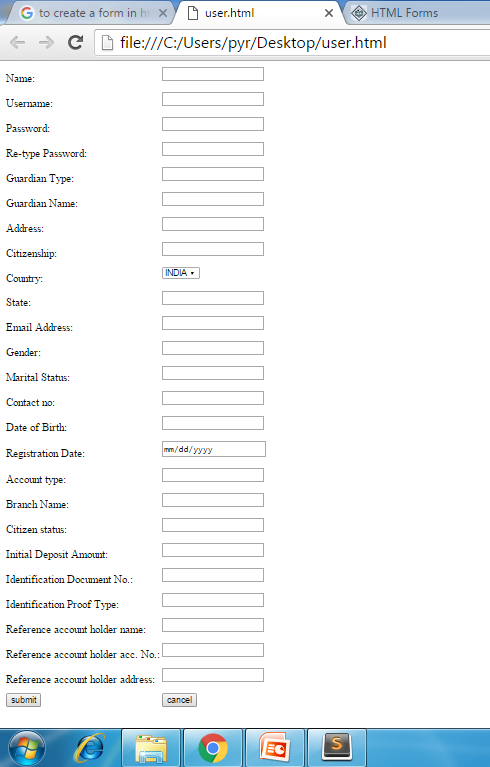 to create a form in ht
user.html
HTML Forms
file:///C:/Users/pyr/Desktop/user.html
Name:
Username:
Password:
Re-type Password:
Guardian Type:
Guardian Name:
Address:
Citizenship:
Country: INDIA
State:
Email Address:
Gender:
Marital Status:
Contact no:
Date of Birth:
Registration Date: mm/dd/yyyy
Account type:
Branch Name:
Citizen status:
Initial Deposit Amount:
Identification Document No.:
Identification Proof Type:
Reference account holder name:
Reference account holder acc. No.:
Reference account holder address:
submit cancel